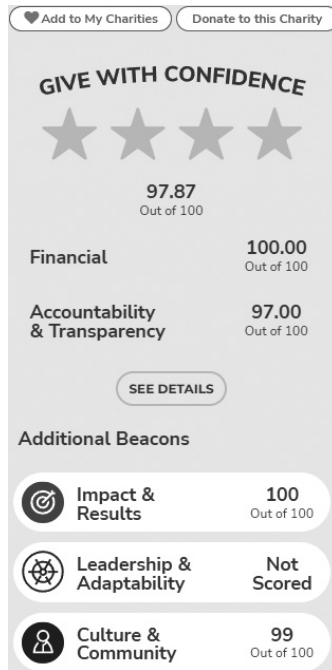 Add to My Charities
Donate to this Charity
GIVE WITH CONFIDENCE
97.87
Out of 100
Financial
100.00
Out of 100
Accountability
& Transparency
97.00
Out of 100
SEE DETAILS
Additional Beacons
Impact &
Results
100
Out of 100
Leadership &
Adaptability
Not
Scored
Culture &
Community
99
Out of 100